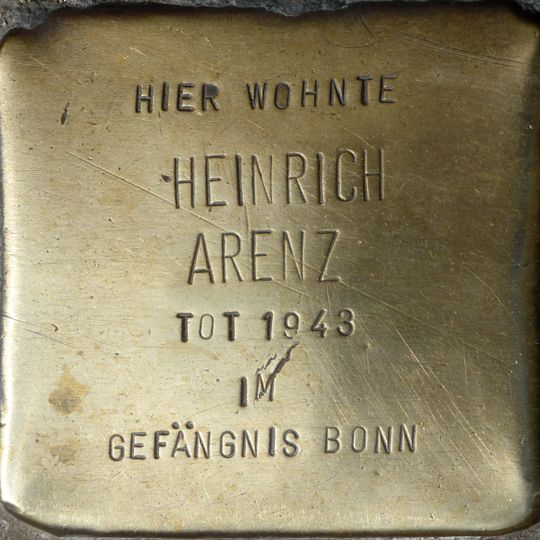 HIER WOHNTE
HEINRICH
ARENZ
TOT 1943
IM
GEFÄNGNIS BONN